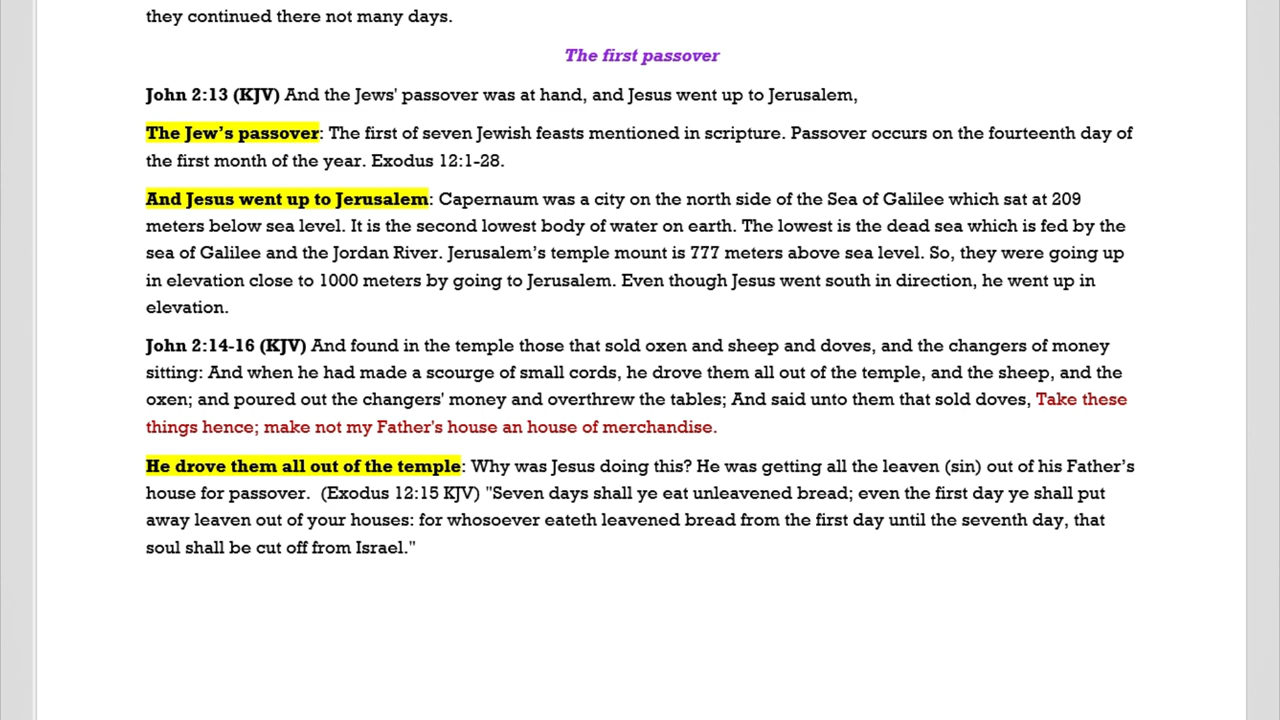 they continued there not many days.
The first passover
John 2:13 (KJV) And the Jews' passover was at hand, and Jesus went up to Jerusalem,
The Jew’s passover: The first of seven Jewish feasts mentioned in scripture. Passover occurs on the fourteenth day of
the first month of the year. Exodus 12:1-28.
And Jesus went up to Jerusalem: Capernaum was a city on the north side of the Sea of Galilee which sat at 209
meters below sea level. It is the second lowest body of water on earth. The lowest is the dead sea which is fed by the
sea of Galilee and the Jordan River. Jerusalem’s temple mount is 777 meters above sea level. So, they were going up
in elevation close to 1000 meters by going to Jerusalem. Even though Jesus went south in direction, he went up in
elevation.
John 2:14-16 (KJV) And found in the temple those that sold oxen and sheep and doves, and the changers of money
sitting: And when he had made a scourge of small cords, he drove them all out of the temple, and the sheep, and the
oxen; and poured out the changers' money and overthrew the tables; And said unto them that sold doves, Take these
things hence; make not my Father's house an house of merchandise.
He drove them all out of the temple: Why was Jesus doing this? He was getting all the leaven (sin) out of his Father’s
house for passover.  (Exodus 12:15 KJV) "Seven days shall ye eat unleavened bread; even the first day ye shall put
away leaven out of your houses: for whosoever eateth leavened bread from the first day until the seventh day, that
soul shall be cut off from Israel."